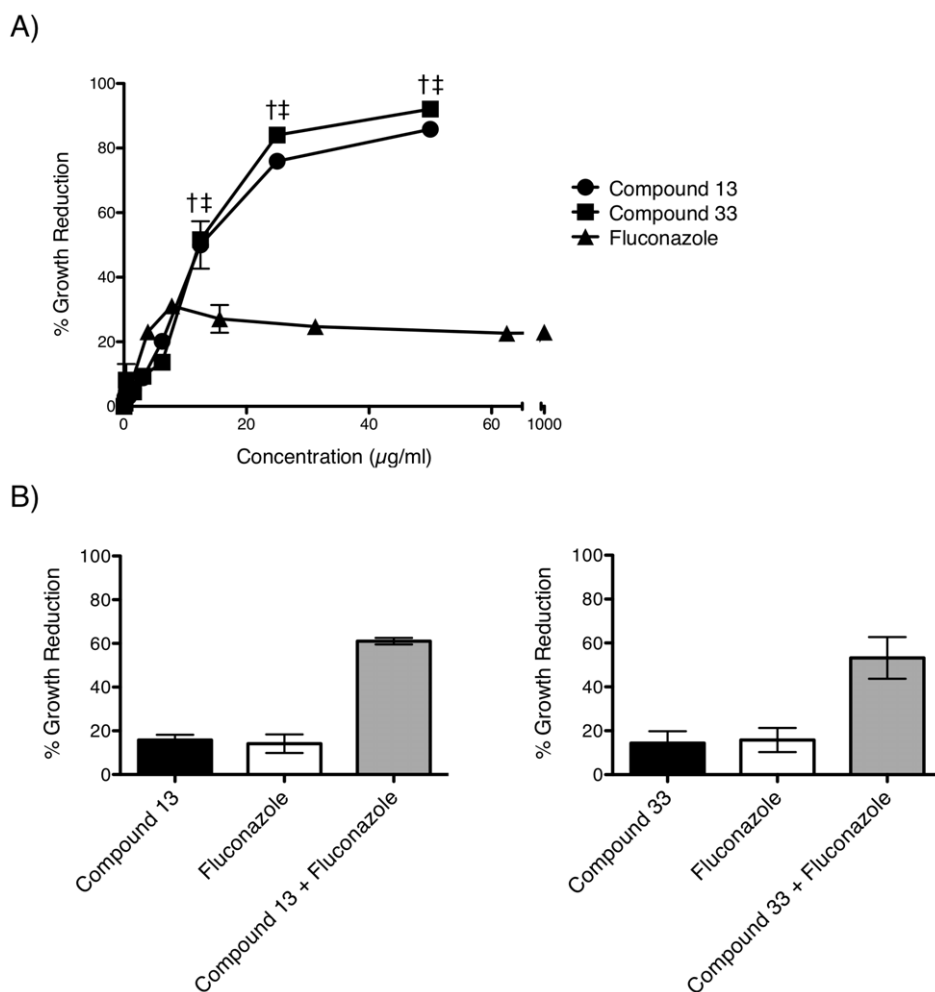 A)
% Growth Reduction
100
80
60
40
20
0
†‡
†‡
†‡
0
20
40
60
1000
Concentration (µg/ml)
Compound 13
Compound 33
Fluconazole
B)
% Growth Reduction
100
80
60
40
20
0
Compound 13
Fluconazole
Compound 13 + Fluconazole
% Growth Reduction
100
80
60
40
20
0
Compound 33
Fluconazole
Compound 33 + Fluconazole